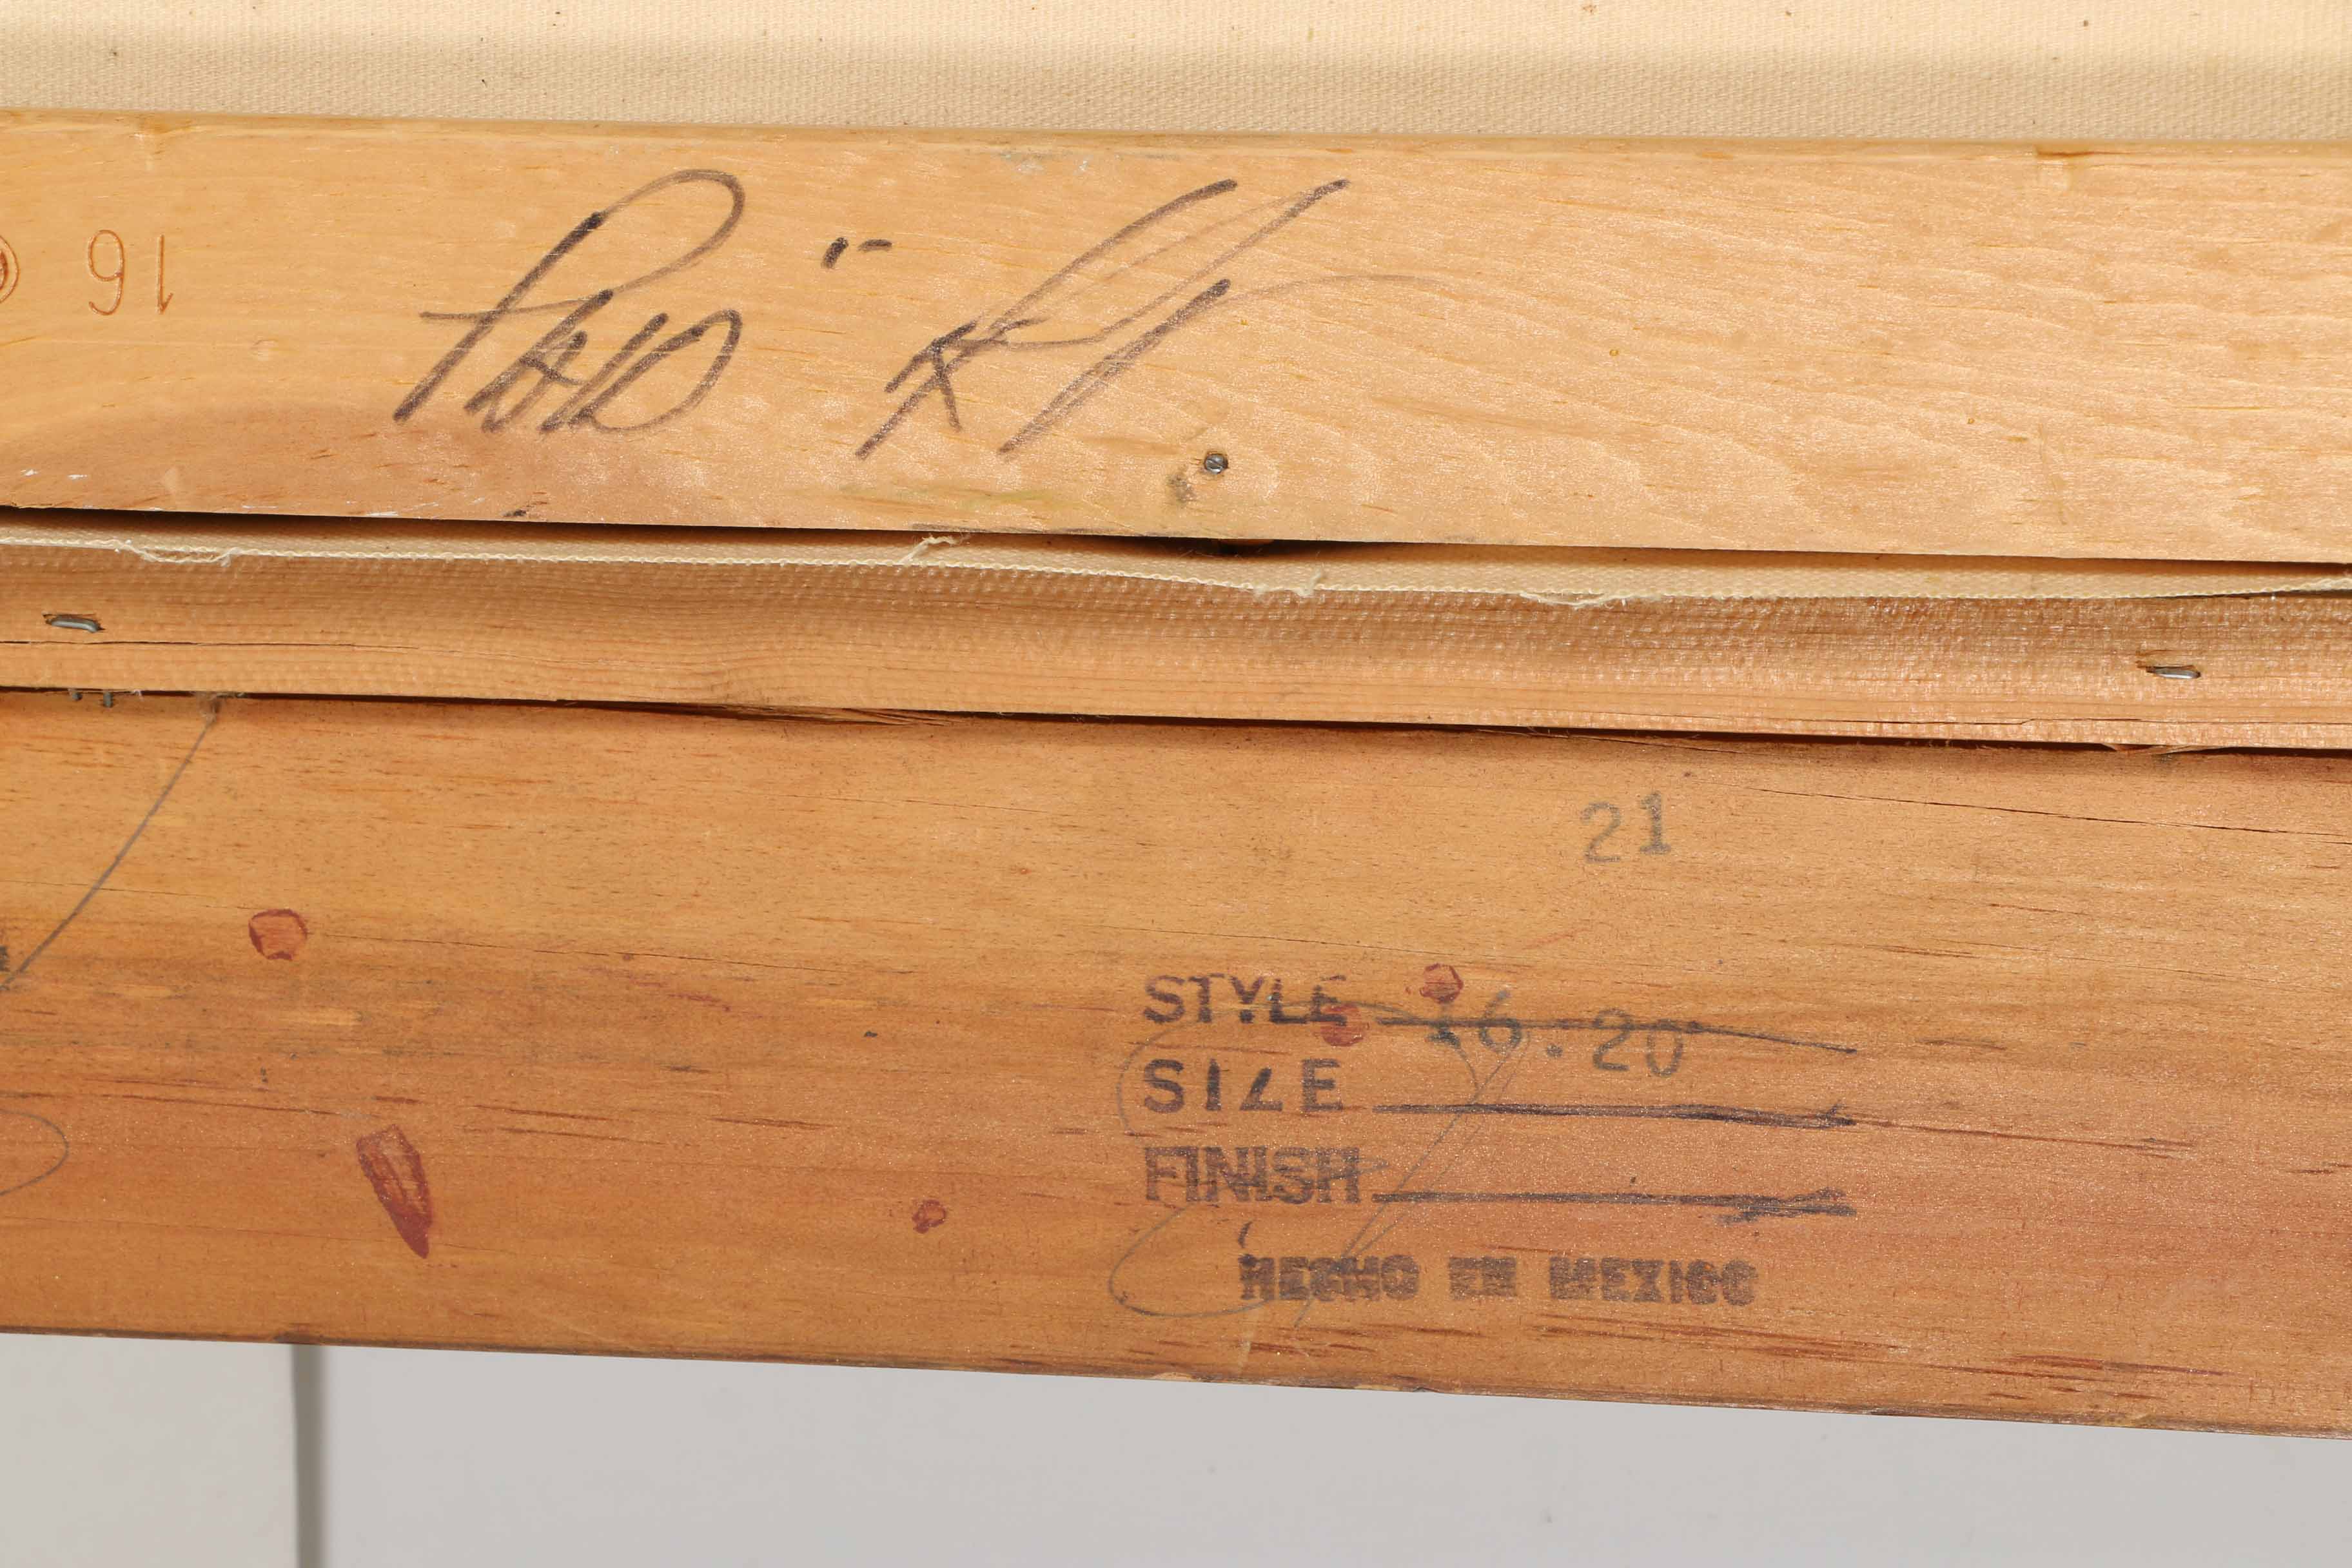 16
21
STYLE
16.20
SIZE
FINISH
HECHO EN MEXICO